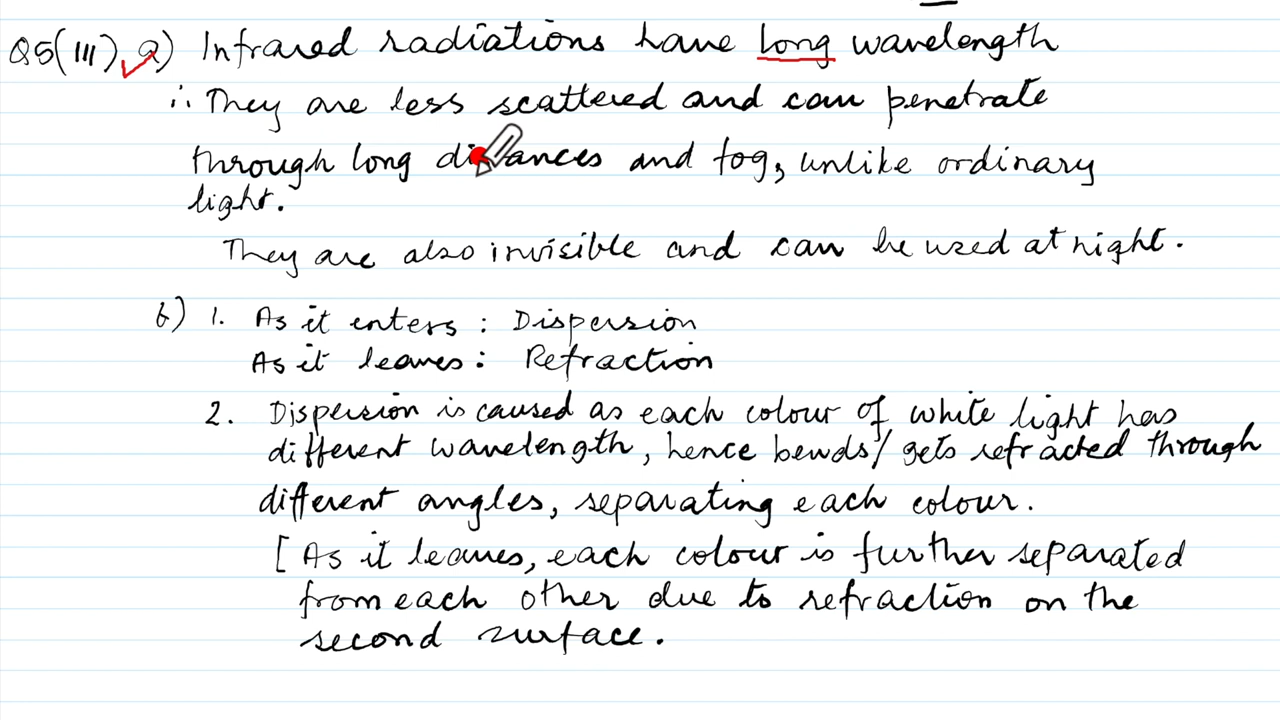 Q5(III) a) Infrared radiations have long wavelength
∴ They are less scattered and can penetrate
through long distances and fog, unlike ordinary
light.
They are also invisible and can be used at night.
b) 1. As it enters : Dispersion
As it leaves : Refraction
2. Dispersion is caused as each colour of white light has
different wavelength, hence bends/ gets refracted through
different angles, separating each colour.
[ As it leaves, each colour is further separated
from each other due to refraction on the
second surface.